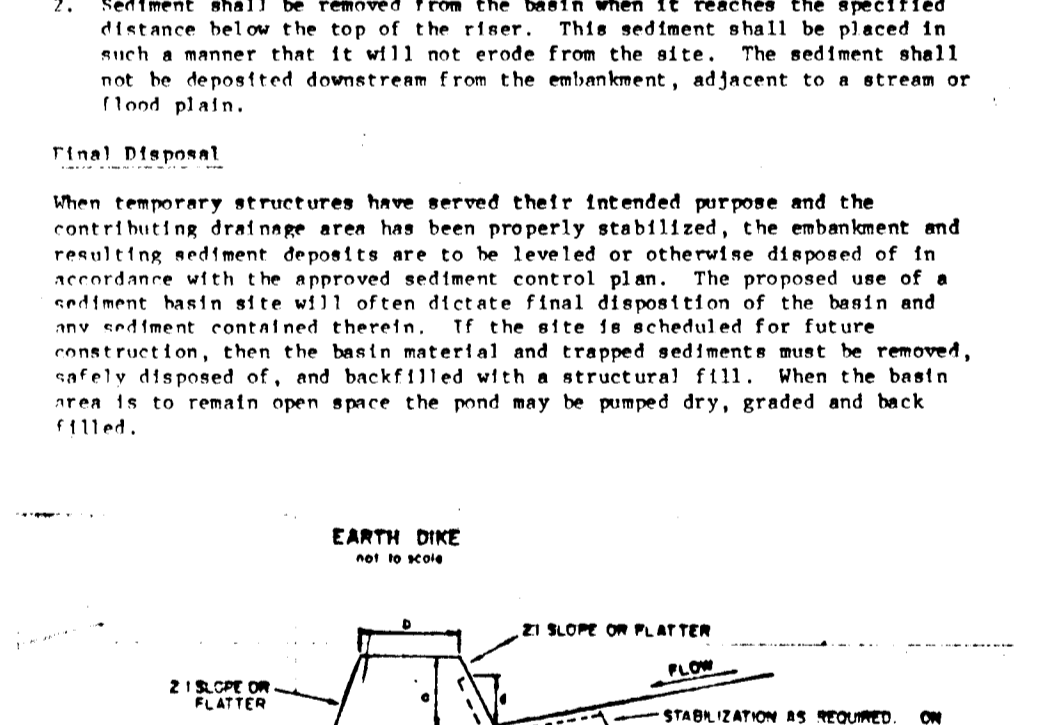 2. Sediment shall be removed from the basin when it reaches the specified
distance below the top of the riser. This sediment shall be placed in
such a manner that it will not erode from the site. The sediment shall
not be deposited downstream from the embankment, adjacent to a stream or
flood plain.
Final Disposal
When temporary structures have served their intended purpose and the
contributing drainage area has been properly stabilized, the embankment and
resulting sediment deposits are to be leveled or otherwise disposed of in
accordance with the approved sediment control plan. The proposed use of a
sediment basin site will often dictate final disposition of the basin and
any sediment contained therein. If the site is scheduled for future
construction, then the basin material and trapped sediments must be removed,
safely disposed of, and backfilled with a structural fill. When the basin
area is to remain open space the pond may be pumped dry, graded and back
filled.
EARTH DIKE
not to scale
b
2:1 SLOPE OR FLATTER
FLOW
2:1 SLOPE OR
FLATTER
a
d
STABILIZATION AS REQUIRED. ON